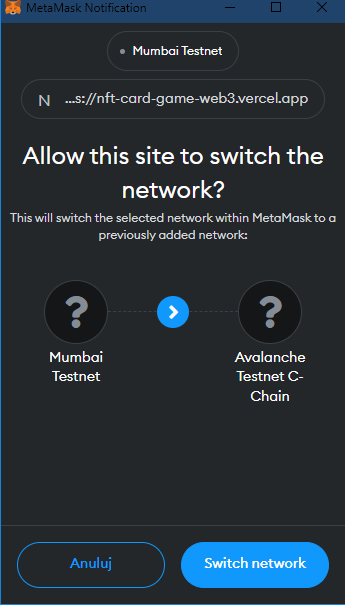 MetaMask Notification
Mumbai Testnet
N ...s://nft-card-game-web3.vercel.app
Allow this site to switch the
network?
This will switch the selected network within MetaMask to a
previously added network:
? ?
Mumbai Avalanche
Testnet Testnet C-
Chain
Anuluj Switch network